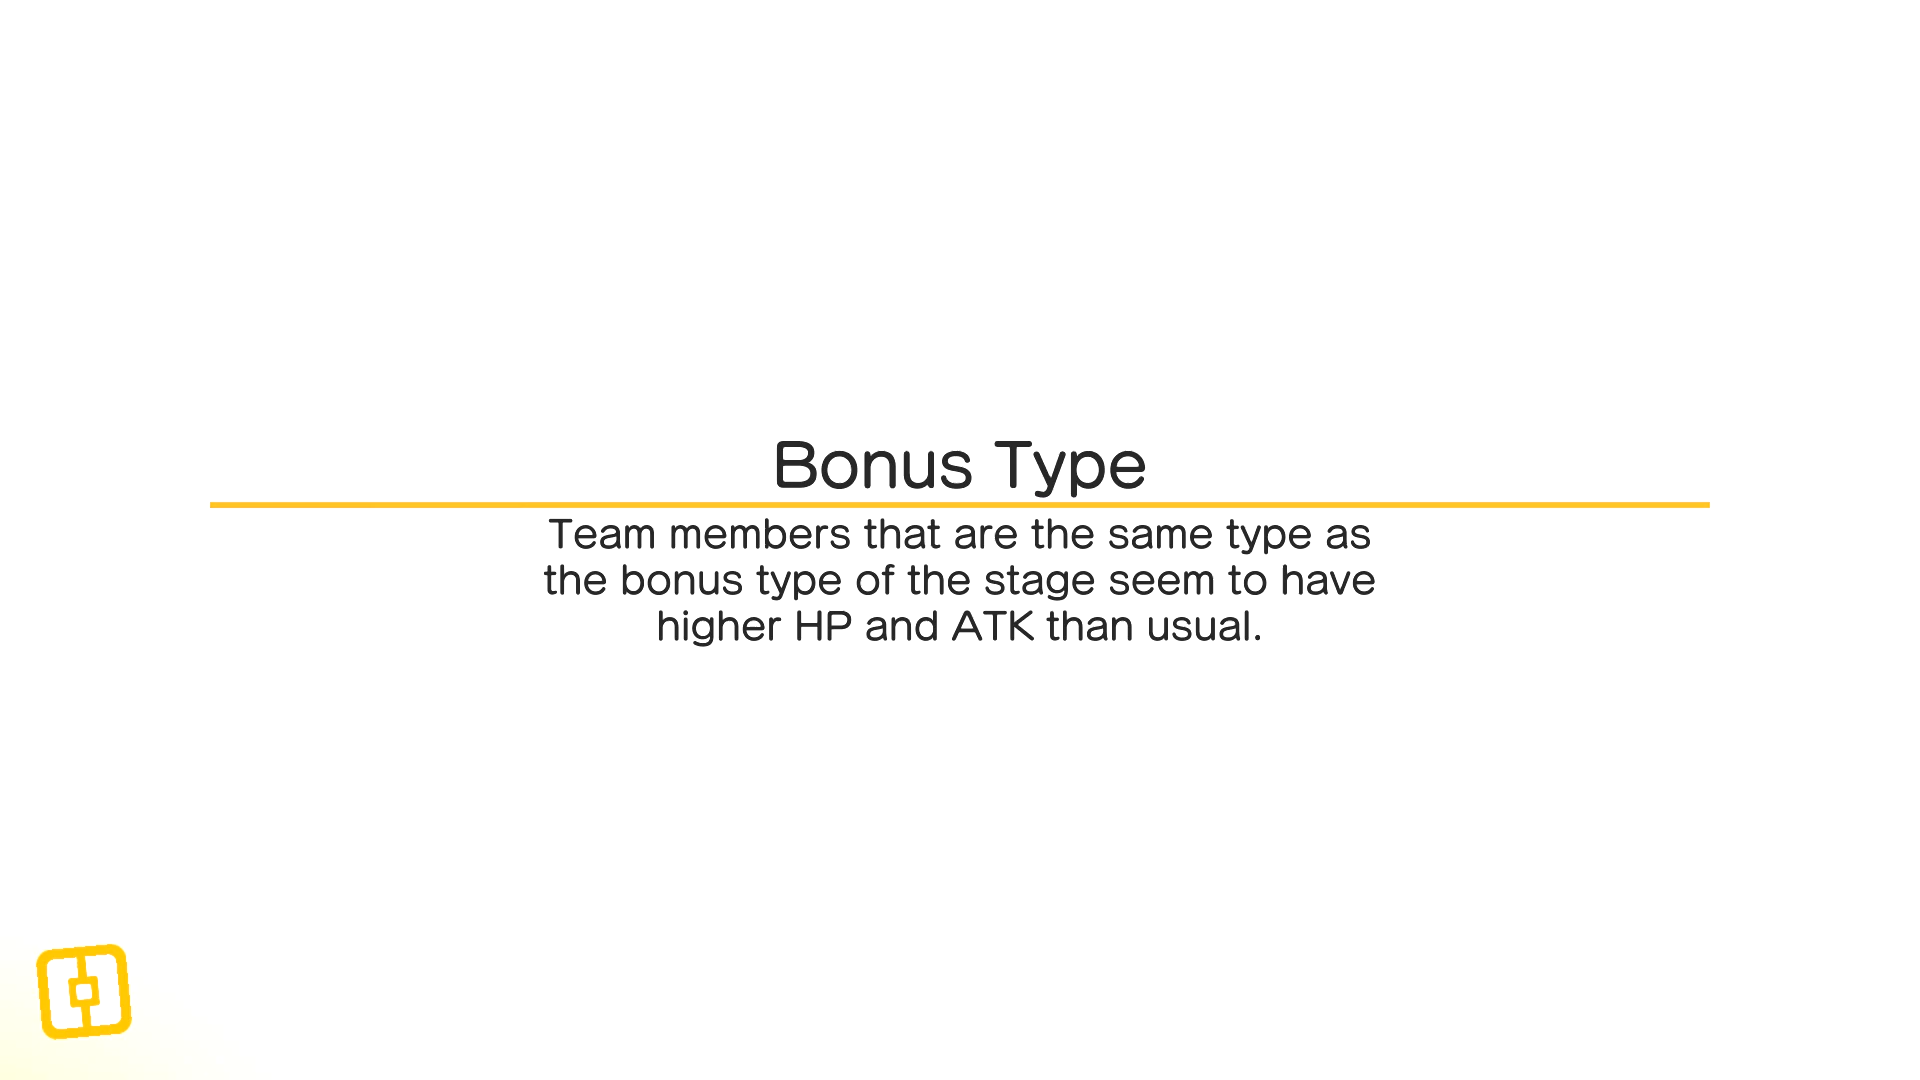 Bonus Type
Team members that are the same type as
the bonus type of the stage seem to have
higher HP and ATK than usual.